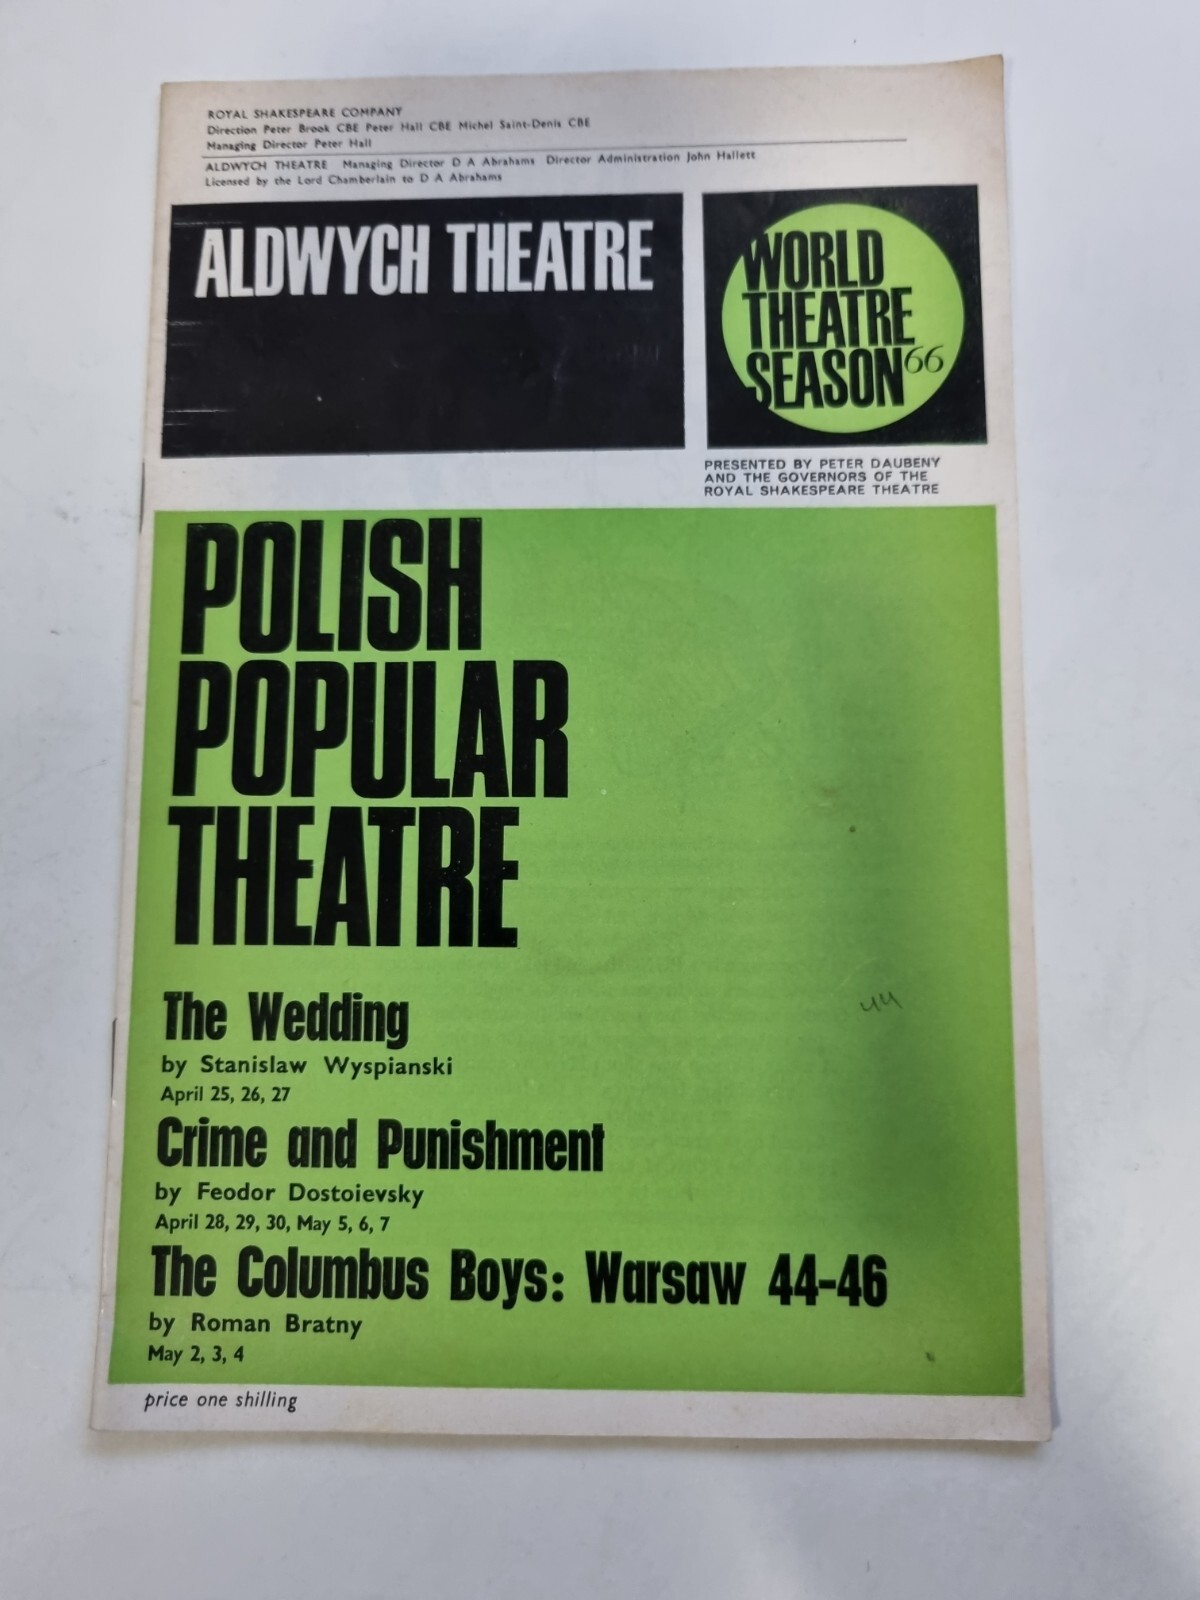 ROYAL SHAKESPEARE COMPANY
Direction Peter Brook CBE Peter Hall CBE Michel Saint-Denis CBE
Managing Director Peter Hall
ALDWYCH THEATRE Managing Director D A Abrahams Director Administration John Hallett
Licensed by the Lord Chamberlain to D A Abrahams
ALDWYCH THEATRE
WORLD
THEATRE
SEASON 66
PRESENTED BY PETER DAUBENY
AND THE GOVERNORS OF THE
ROYAL SHAKESPEARE THEATRE
POLISH
POPULAR
THEATRE
The Wedding
by Stanislaw Wyspianski
April 25, 26, 27
Crime and Punishment
by Feodor Dostoievsky
April 28, 29, 30, May 5, 6, 7
The Columbus Boys: Warsaw 44-46
by Roman Bratny
May 2, 3, 4
price one shilling